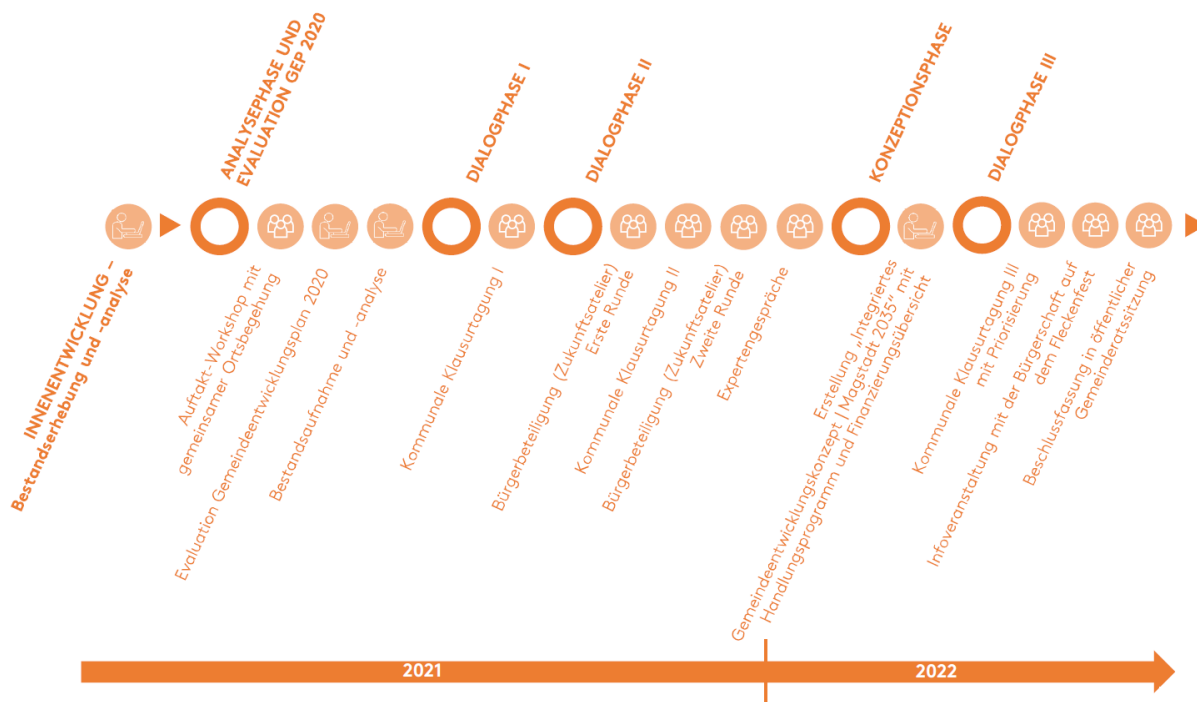 INNENENTWICKLUNG –
Bestandserhebung und -analyse
ANALYSEPHASE UND
EVALUATION GEP 2020
Auftakt-Workshop mit
gemeinsamer Ortsbegehung
Evaluation Gemeindeentwicklungsplan 2020
Bestandsaufnahme und -analyse
DIALOGPHASE I
Kommunale Klausurtagung I
DIALOGPHASE II
Bürgerbeteiligung (Zukunftsatelier)
Erste Runde
Kommunale Klausurtagung II
Bürgerbeteiligung (Zukunftsatelier)
Zweite Runde
Expertengespräche
KONZEPTIONSPHASE
Erstellung „Integriertes
Gemeindeentwicklungskonzept | Magstadt 2035“ mit
Handlungsprogramm und Finanzierungsübersicht
DIALOGPHASE III
Kommunale Klausurtagung III
mit Priorisierung
Infoveranstaltung mit der Bürgerschaft auf
dem Fleckenfest
Beschlussfassung in öffentlicher
Gemeinderatssitzung
2021
2022